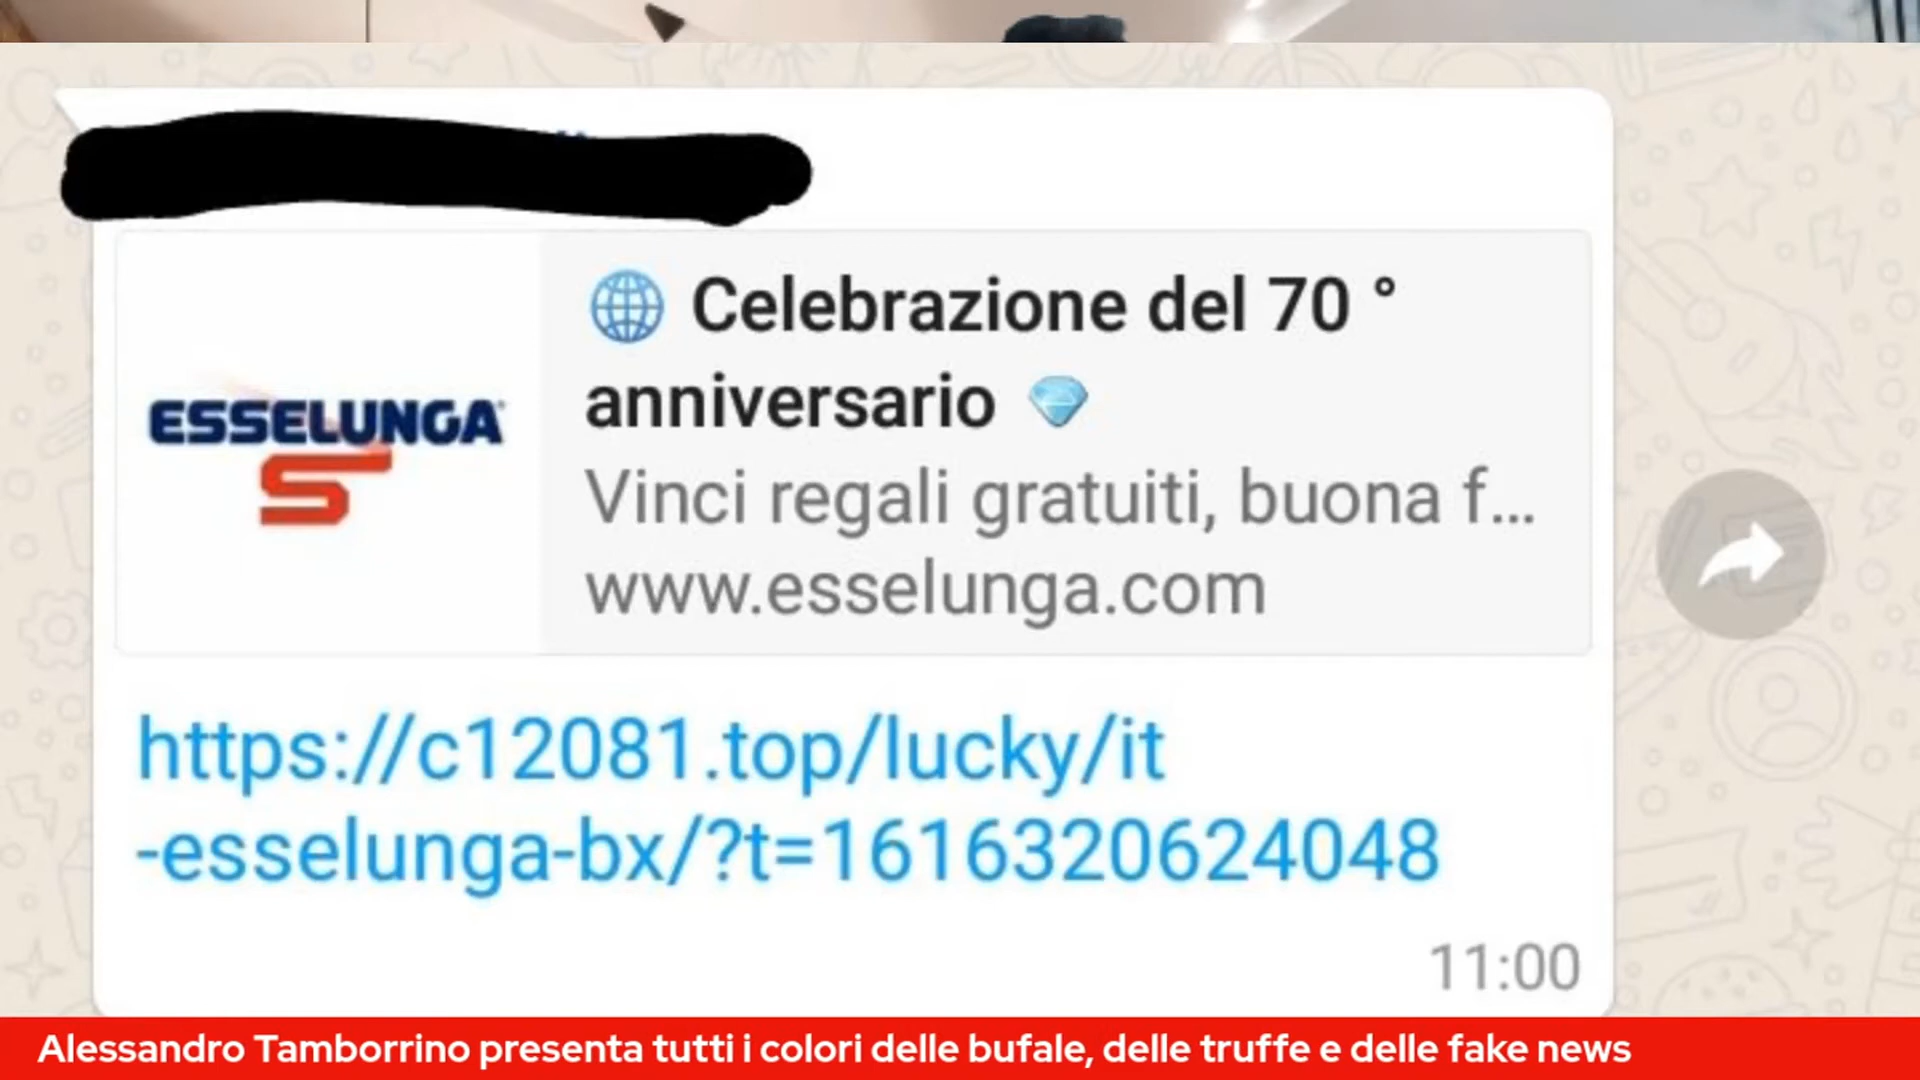 ESSELUNGA
🌐 Celebrazione del 70 °
anniversario 💎
Vinci regali gratuiti, buona f...
www.esselunga.com
https://c12081.top/lucky/it
-esselunga-bx/?t=1616320624048
11:00
Alessandro Tamborrino presenta tutti i colori delle bufale, delle truffe e delle fake news